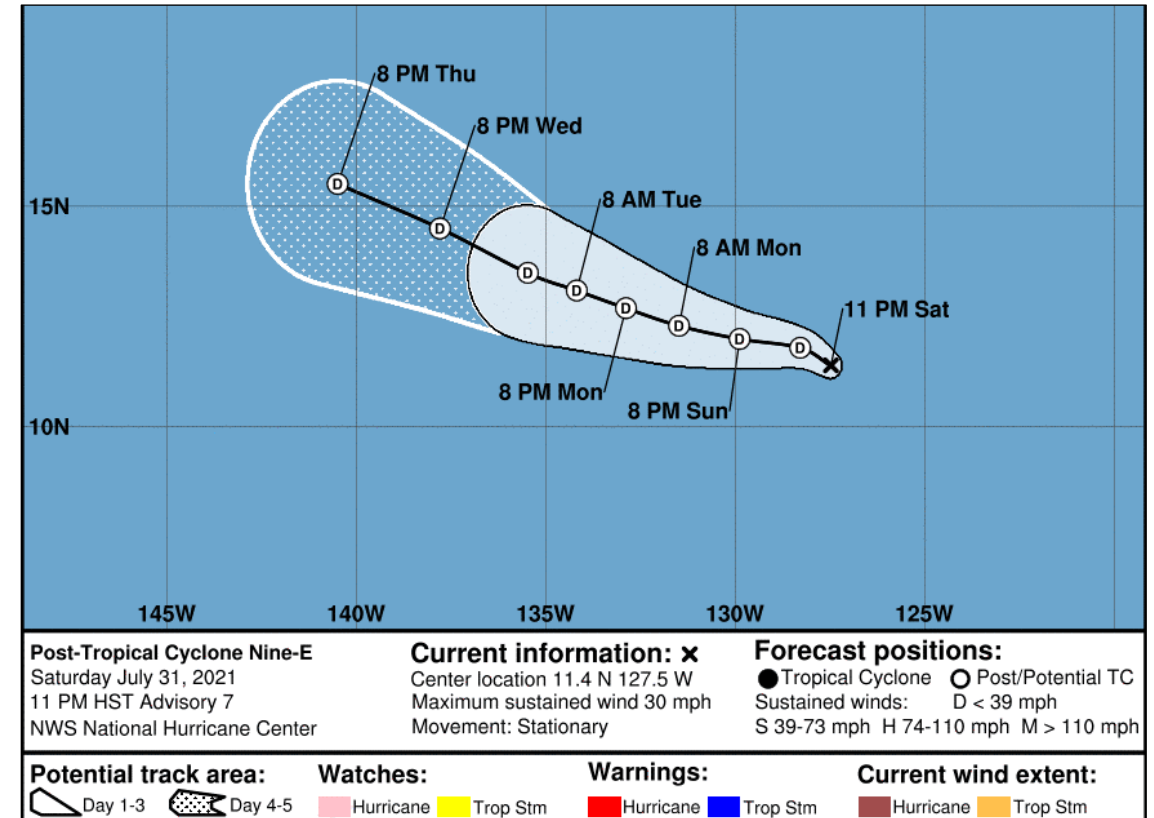 8 PM Thu
8 PM Wed
15N
8 AM Tue
8 AM Mon
11 PM Sat
8 PM Mon
8 PM Sun
10N
D
D
D
D
D
D
D
D
145W
140W
135W
130W
125W
Post-Tropical Cyclone Nine-E
Saturday July 31, 2021
11 PM HST Advisory 7
NWS National Hurricane Center
Current information: x
Center location 11.4 N 127.5 W
Maximum sustained wind 30 mph
Movement: Stationary
Forecast positions:
Tropical Cyclone Post/Potential TC
Sustained winds: D < 39 mph
S 39-73 mph H 74-110 mph M > 110 mph
Potential track area:
Day 1-3 Day 4-5
Watches:
Hurricane Trop Stm
Warnings:
Hurricane Trop Stm
Current wind extent:
Hurricane Trop Stm